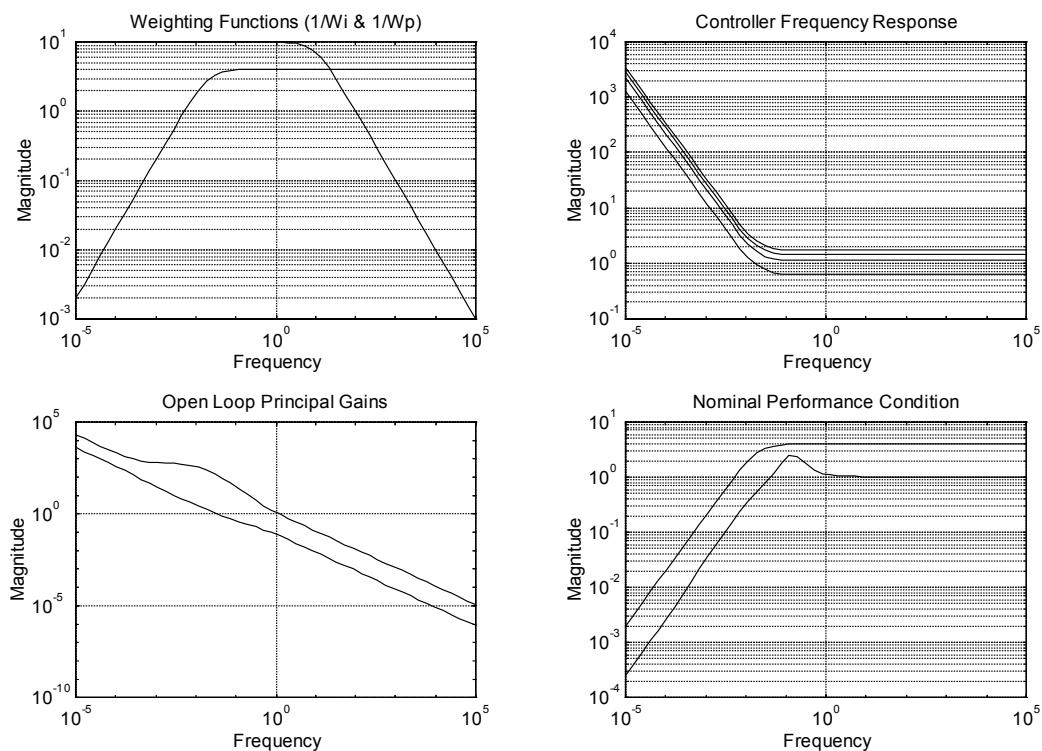 Weighting Functions (1/Wi & 1/Wp)
10^1
10^0
10^-1
10^-2
10^-3
Magnitude
10^-5
10^0
10^5
Frequency
Controller Frequency Response
10^4
10^3
10^2
10^1
10^0
10^-1
Magnitude
10^-5
10^0
10^5
Frequency
Open Loop Principal Gains
10^5
10^0
10^-5
10^-10
Magnitude
10^-5
10^0
10^5
Frequency
Nominal Performance Condition
10^1
10^0
10^-1
10^-2
10^-3
10^-4
Magnitude
10^-5
10^0
10^5
Frequency